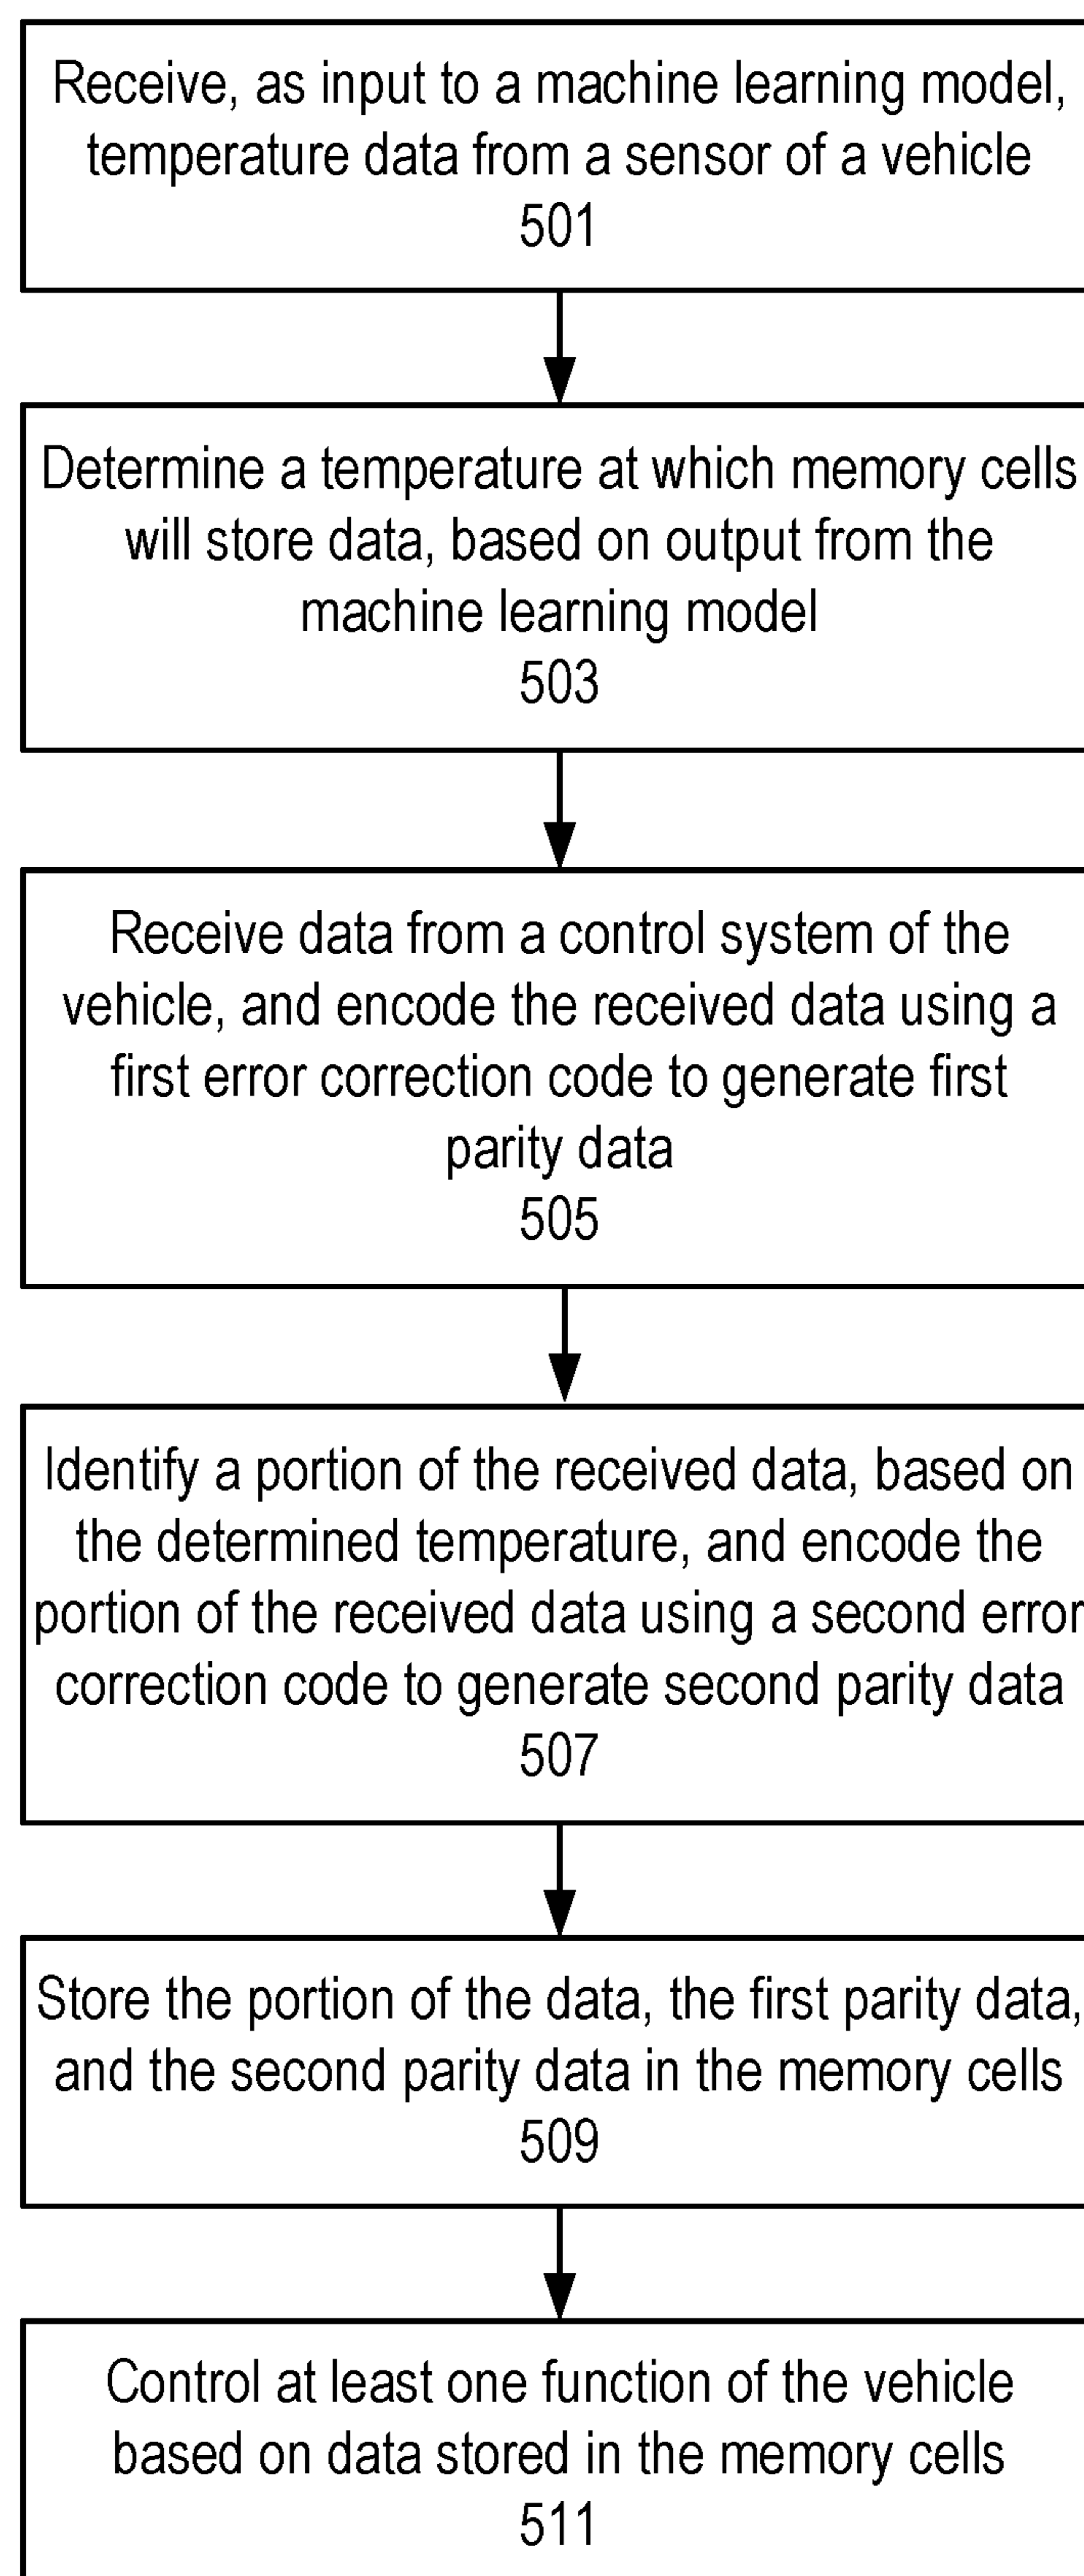 Receive, as input to a machine learning model,
temperature data from a sensor of a vehicle
501
Determine a temperature at which memory cells
will store data, based on output from the
machine learning model
503
Receive data from a control system of the
vehicle, and encode the received data using a
first error correction code to generate first
parity data
505
Identify a portion of the received data, based on
the determined temperature, and encode the
portion of the received data using a second error
correction code to generate second parity data
507
Store the portion of the data, the first parity data,
and the second parity data in the memory cells
509
Control at least one function of the vehicle
based on data stored in the memory cells
511